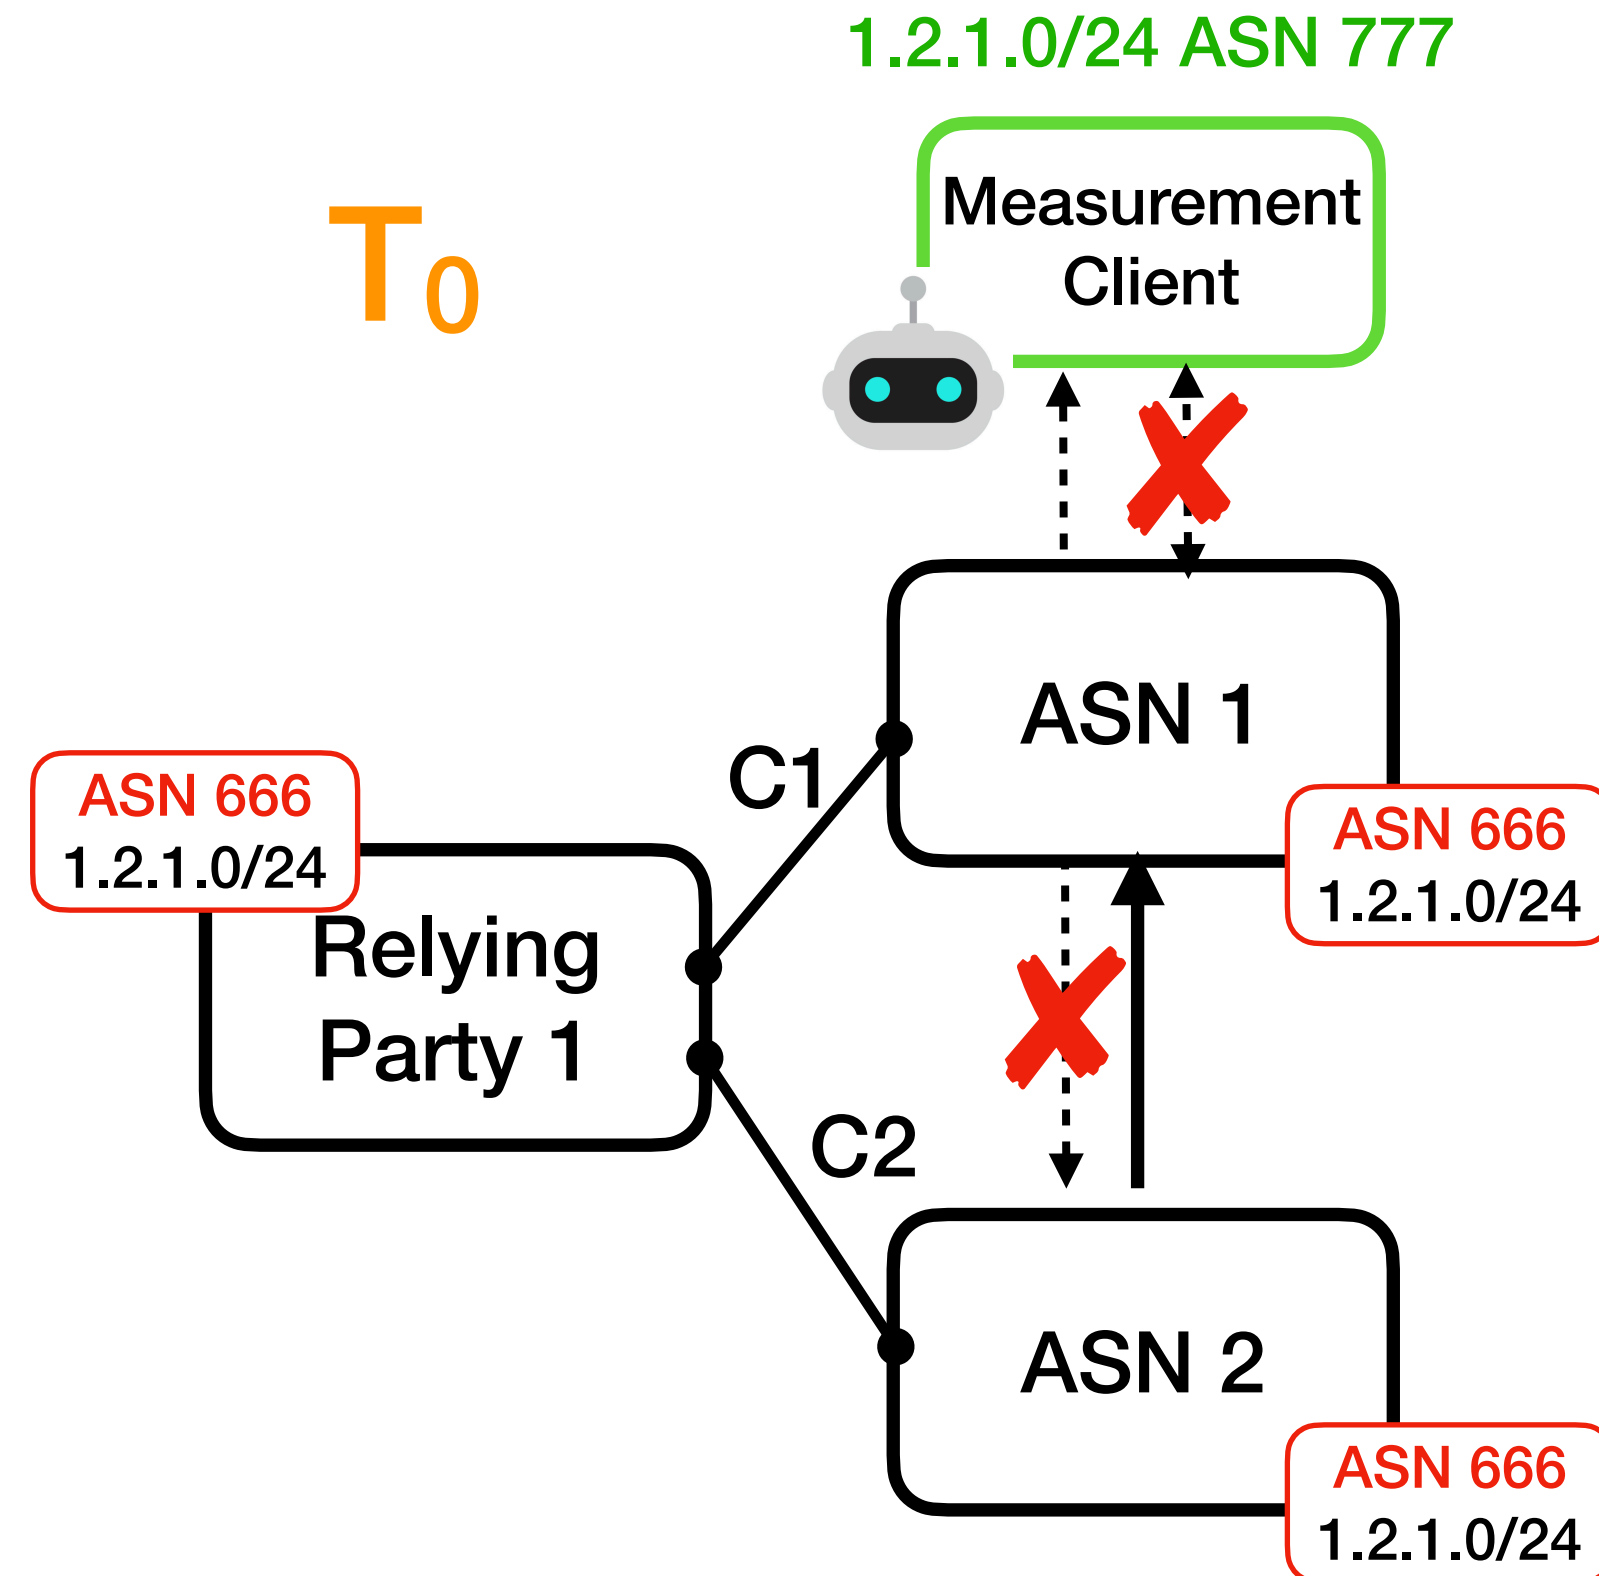 1.2.1.0/24 ASN 777
T0
Measurement
Client
ASN 1
C1
ASN 666
1.2.1.0/24
ASN 666
1.2.1.0/24
Relying
Party 1
C2
ASN 2
ASN 666
1.2.1.0/24